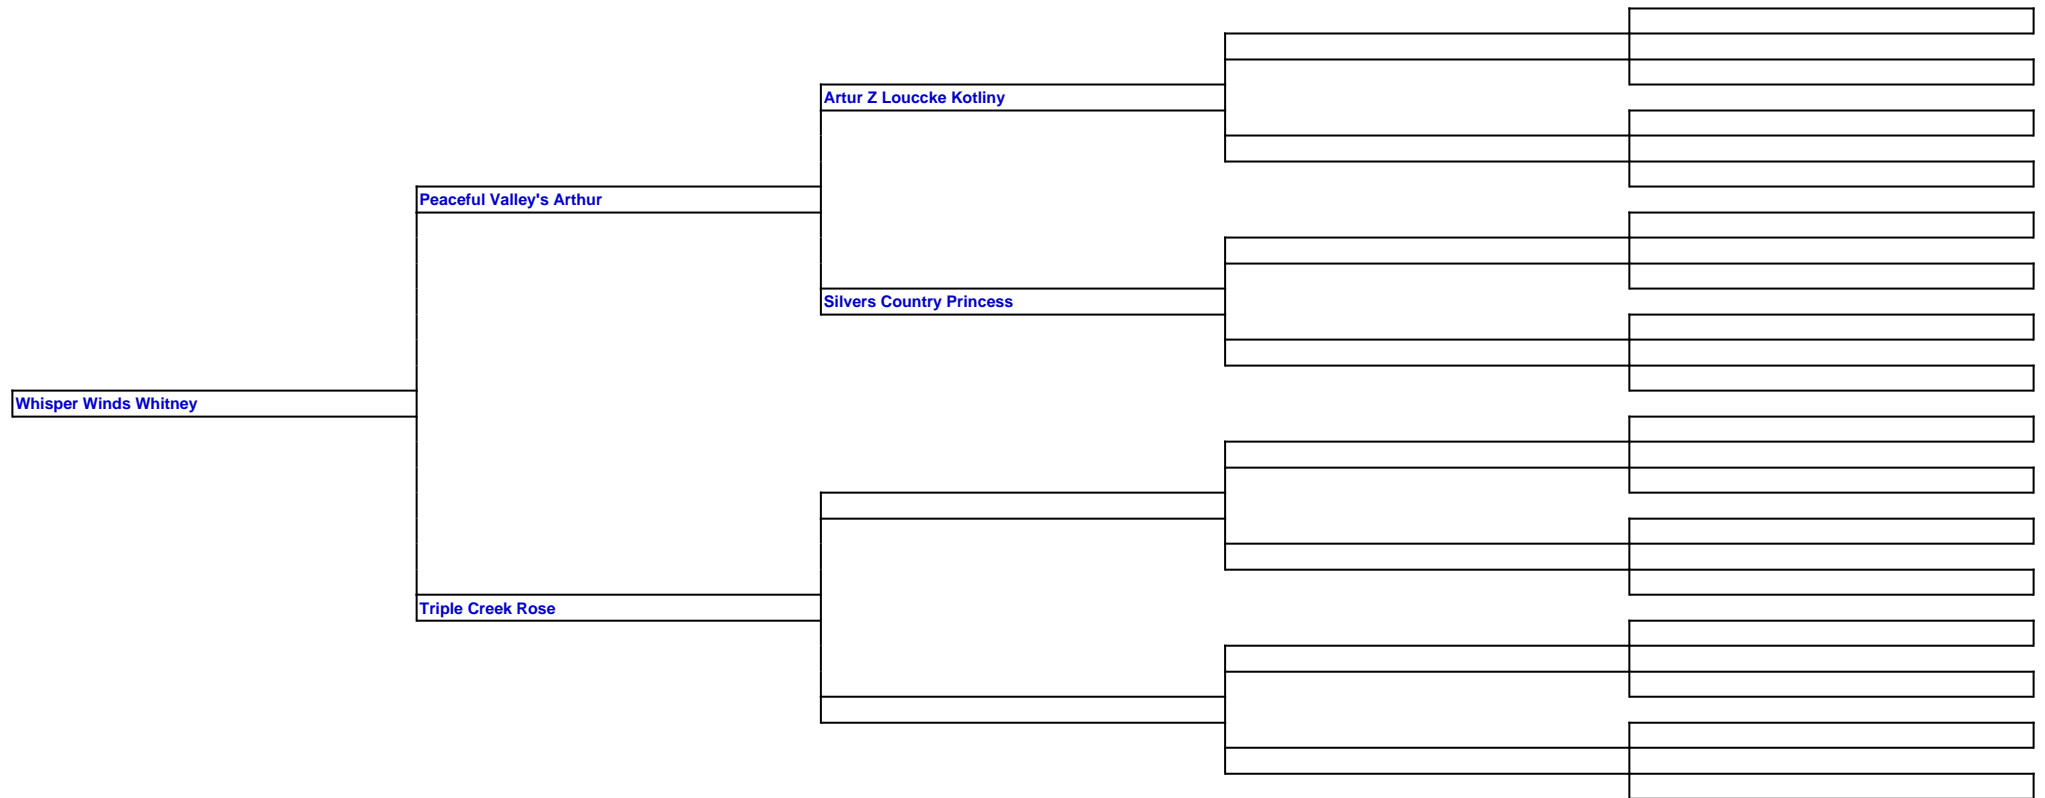 Artur Z Louccke Kotliny
Peaceful Valley's Arthur
Silvers Country Princess
Whisper Winds Whitney
Triple Creek Rose